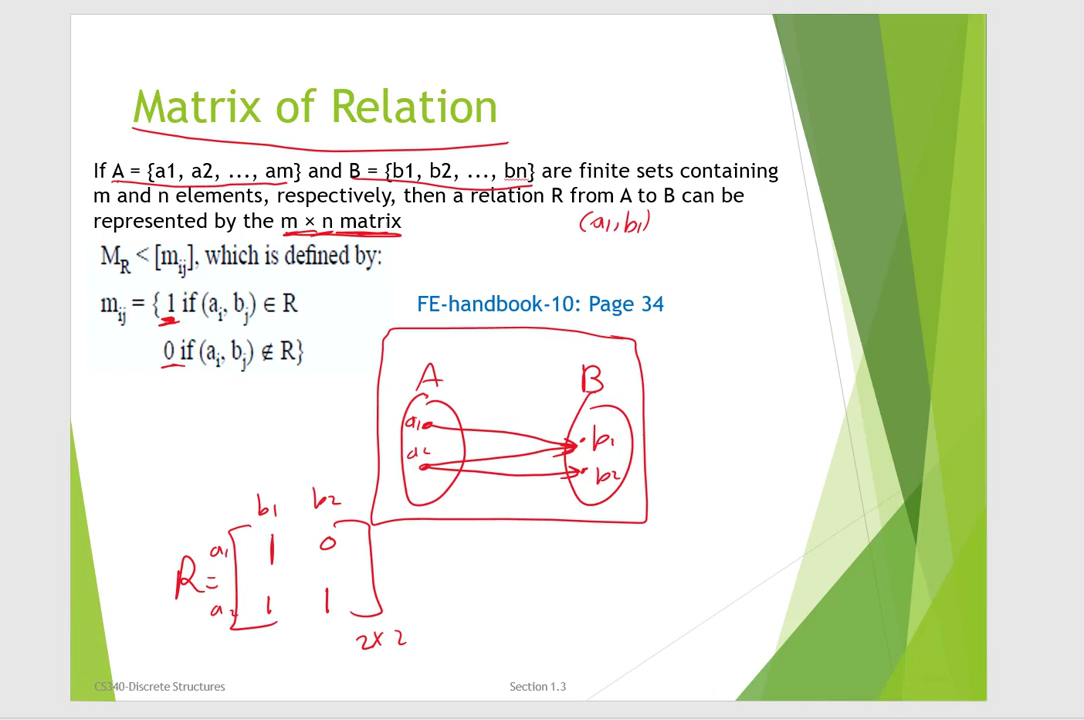 Matrix of Relation
If A = {a1, a2, ..., am} and B = {b1, b2, ..., bn} are finite sets containing
m and n elements, respectively, then a relation R from A to B can be
represented by the m × n matrix
(a1, b1)
MR < [mij], which is defined by:
mij = { 1 if (ai, bj) ∈ R
FE-handbook-10: Page 34
0 if (ai, bj) ∉ R}
A B
a1
b1
a2
b2
b1 b2
a1 1 0
R =
a2 1 1
2×2
CS340-Discrete Structures Section 1.3